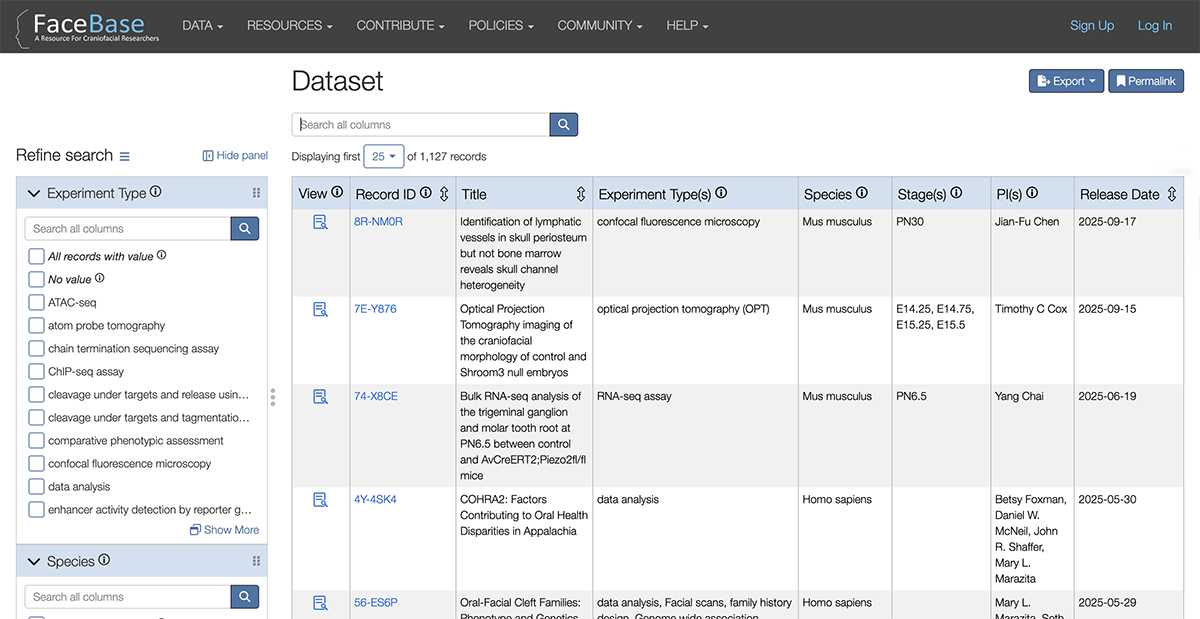 FaceBase
A Resource For Craniofacial Researchers
DATA
RESOURCES
CONTRIBUTE
POLICIES
COMMUNITY
HELP
Sign Up
Log In
Dataset
Export
Permalink
Search all columns
Refine search
Hide panel
Displaying first 25 of 1,127 records
Experiment Type
Search all columns
All records with value
No value
ATAC-seq
atom probe tomography
chain termination sequencing assay
ChIP-seq assay
cleavage under targets and release usin...
cleavage under targets and tagmentatio...
comparative phenotypic assessment
confocal fluorescence microscopy
data analysis
enhancer activity detection by reporter g...
Show More
Species
Search all columns
View
Record ID
Title
Experiment Type(s)
Species
Stage(s)
PI(s)
Release Date
8R-NM0R
Identification of lymphatic
vessels in skull periosteum
but not bone marrow
reveals skull channel
heterogeneity
confocal fluorescence microscopy
Mus musculus
PN30
Jian-Fu Chen
2025-09-17
7E-Y876
Optical Projection
Tomography imaging of
the craniofacial
morphology of control and
Shroom3 null embryos
optical projection tomography (OPT)
Mus musculus
E14.25, E14.75,
E15.25, E15.5
Timothy C Cox
2025-09-15
74-X8CE
Bulk RNA-seq analysis of
the trigeminal ganglion
and molar tooth root at
PN6.5 between control
and AvCreERT2;Piezo2fl/fl
mice
RNA-seq assay
Mus musculus
PN6.5
Yang Chai
2025-06-19
4Y-4SK4
COHRA2: Factors
Contributing to Oral Health
Disparities in Appalachia
data analysis
Homo sapiens
Betsy Foxman,
Daniel W.
McNeil, John
R. Shaffer,
Mary L.
Marazita
2025-05-30
56-ES6P
Oral-Facial Cleft Families:
Phenotype and Genetics
data analysis, Facial scans, family history
design, Genome wide association
Homo sapiens
Mary L.
Marazita, Seth
2025-05-29